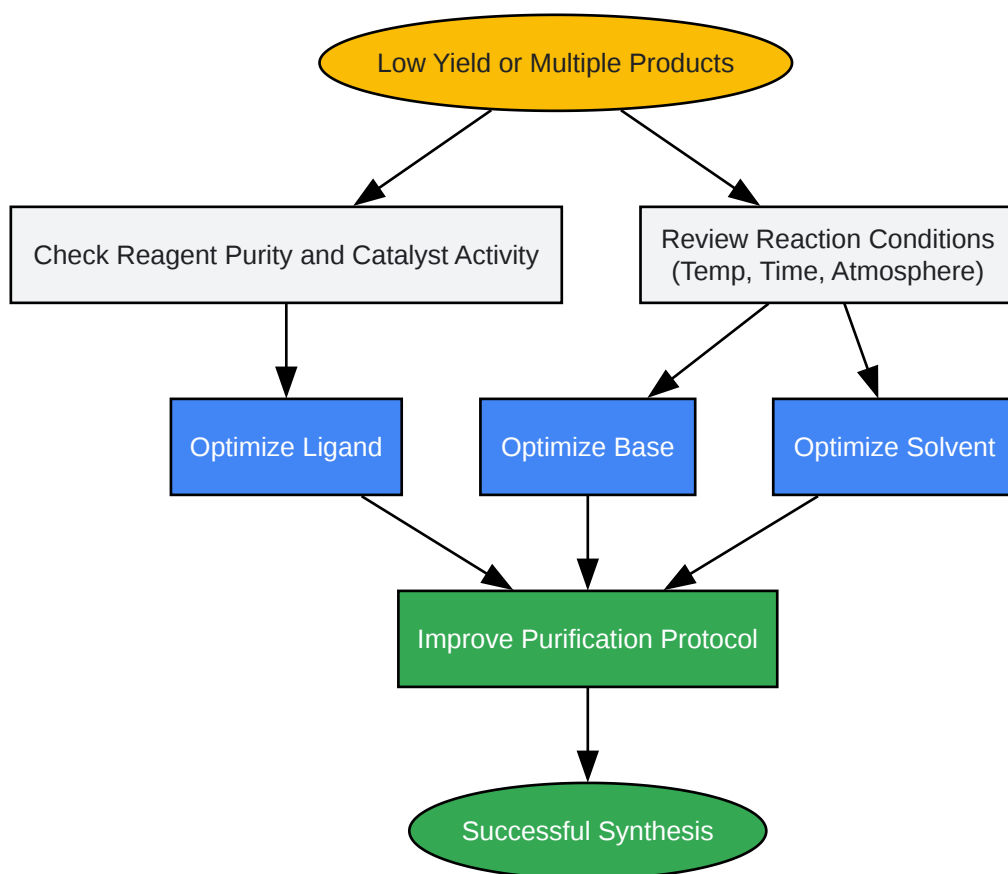 Low Yield or Multiple Products
Check Reagent Purity and Catalyst Activity
Review Reaction Conditions
(Temp, Time, Atmosphere)
Optimize Ligand
Optimize Base
Optimize Solvent
Improve Purification Protocol
Successful Synthesis